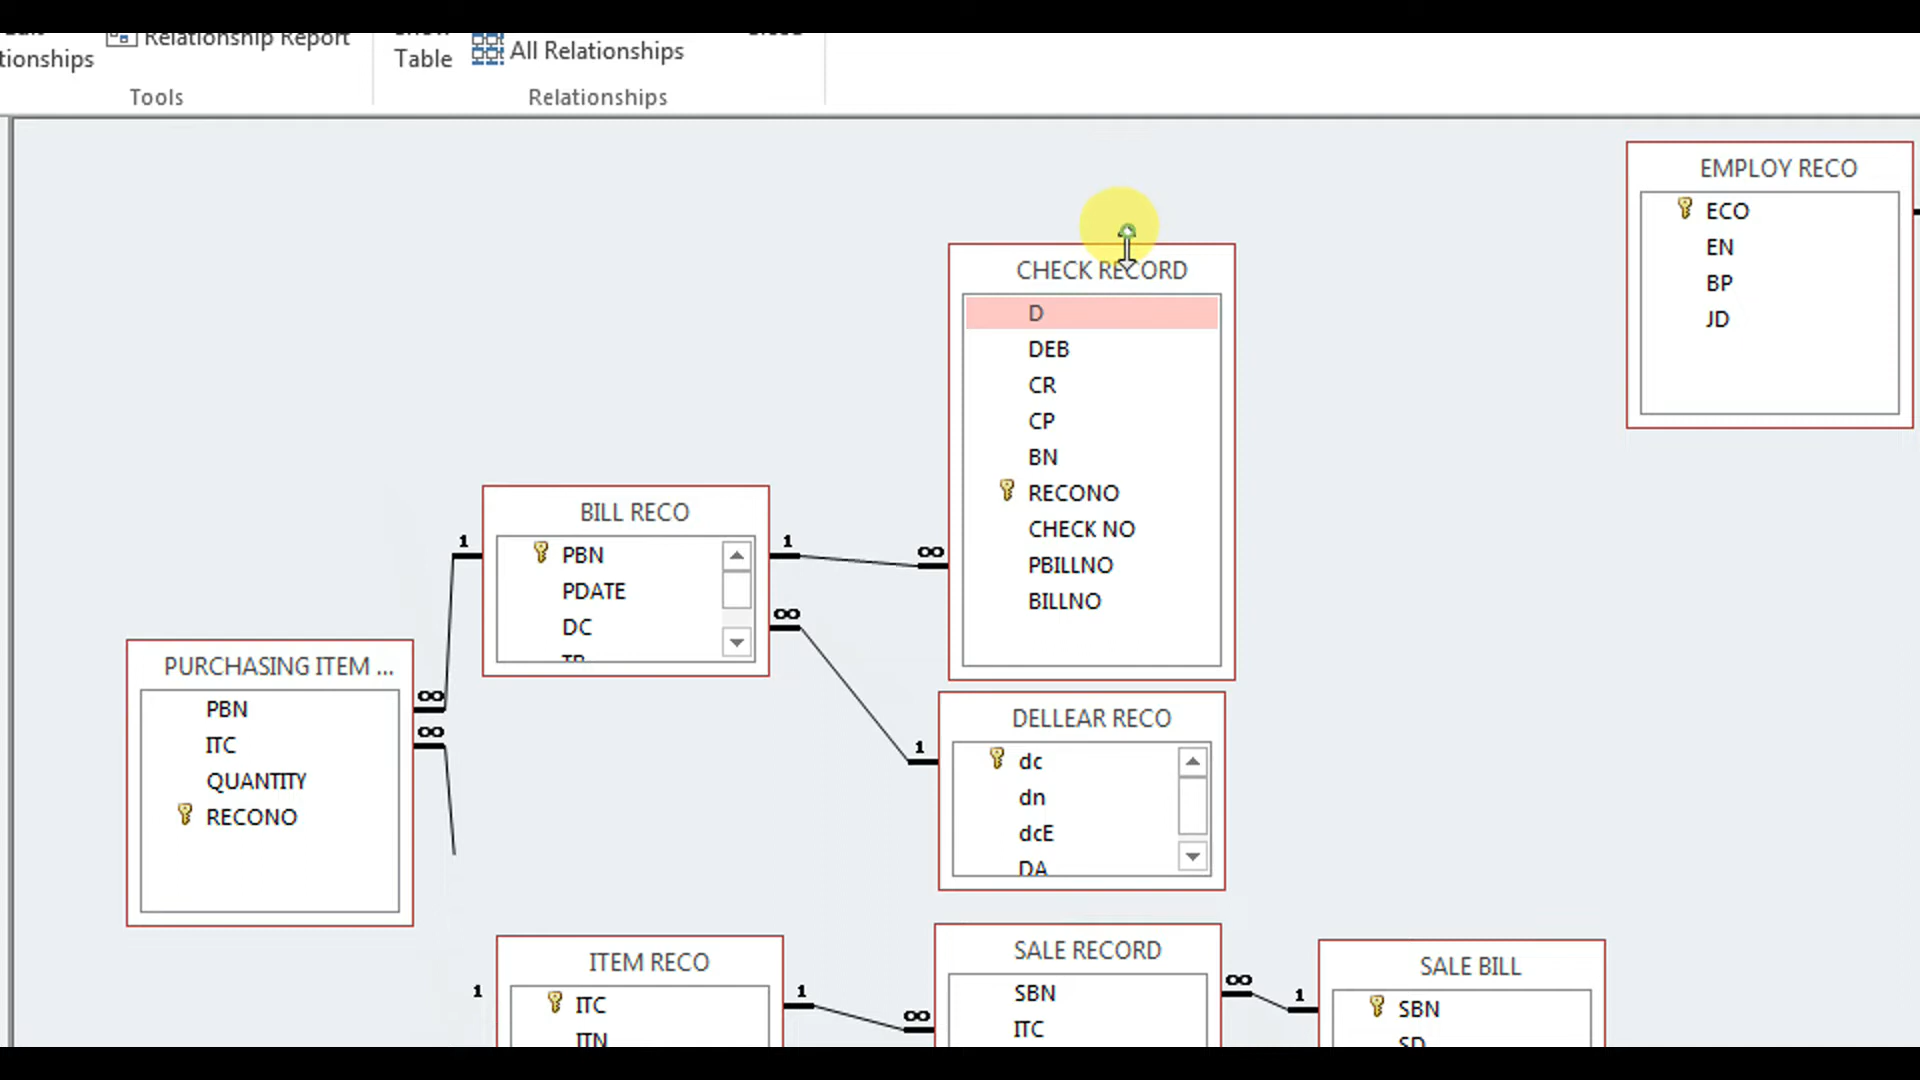 tionships
Relationship Report
Table
All Relationships
Tools
Relationships
EMPLOY RECO
ECO
EN
BP
JD
CHECK RECORD
D
DEB
CR
CP
BN
RECONO
CHECK NO
PBILLNO
BILLNO
BILL RECO
PBN
PDATE
DC
1
1
∞
∞
1
PURCHASING ITEM ...
PBN
ITC
QUANTITY
RECONO
∞
∞
DELLEAR RECO
dc
dn
dcE
DA
ITEM RECO
ITC
ITN
1
1
∞
SALE RECORD
SBN
ITC
∞
1
SALE BILL
SBN
SD